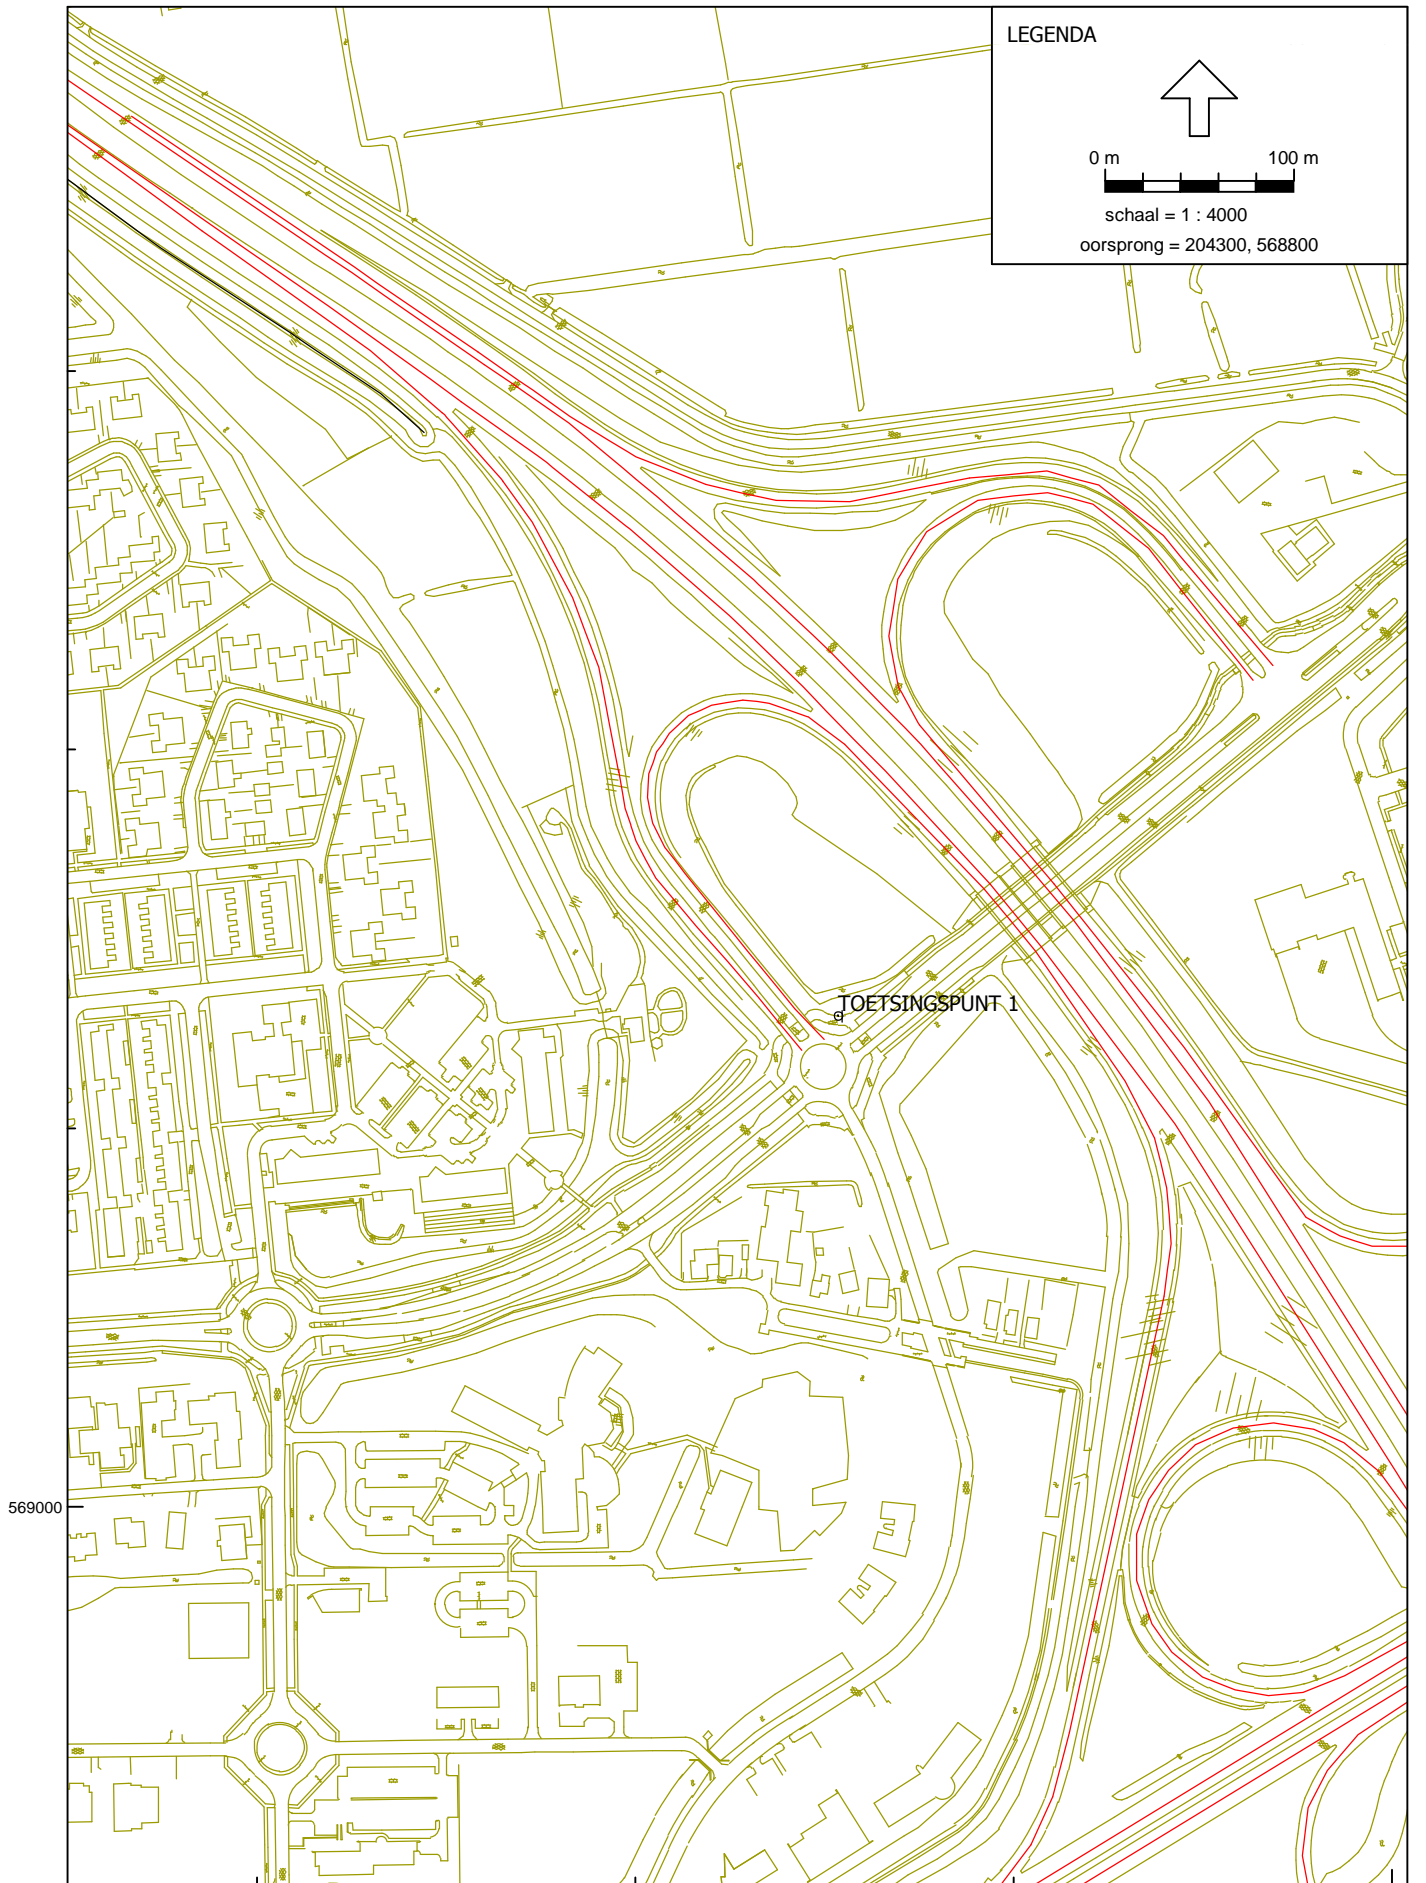 LEGENDA
0 m 100 m
schaal = 1 : 4000
oorsprong = 204300, 568800
TOETSINGSPUNT 1
569000